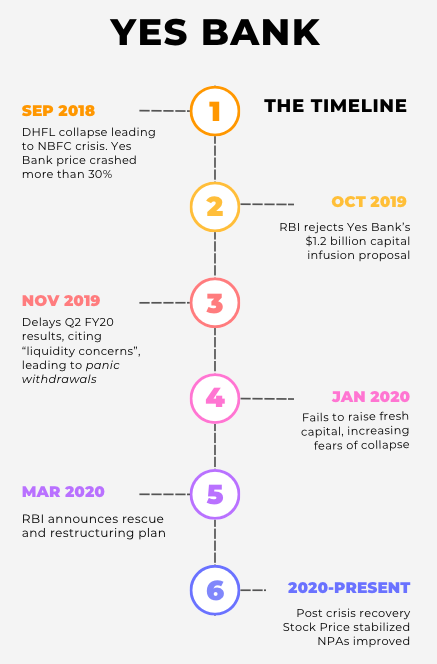 YES BANK
THE TIMELINE
1
SEP 2018
DHFL collapse leading
to NBFC crisis. Yes
Bank price crashed
more than 30%
2
OCT 2019
RBI rejects Yes Bank's
$1.2 billion capital
infusion proposal
3
NOV 2019
Delays Q2 FY20
results, citing
“liquidity concerns”,
leading to panic
withdrawals
4
JAN 2020
Fails to raise fresh
capital, increasing
fears of collapse
5
MAR 2020
RBI announces rescue
and restructuring plan
6
2020-PRESENT
Post crisis recovery
Stock Price stabilized
NPAs improved